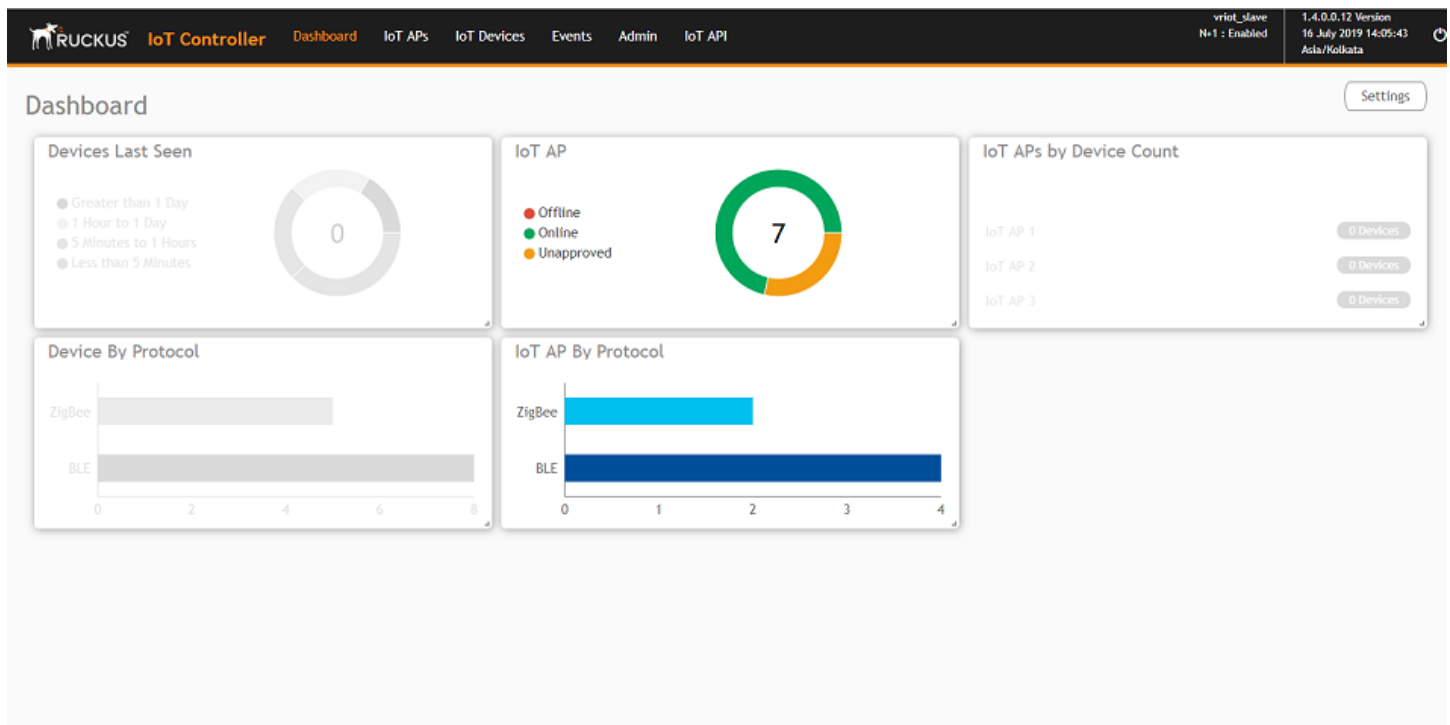 RUCKUS IoT Controller Dashboard IoT APs IoT Devices Events Admin IoT API
vriot_slave
N+1 : Enabled
1.4.0.0.12 Version
16 July 2019 14:05:43
Asia/Kolkata
Dashboard
Settings
Devices Last Seen
Greater than 1 Day
1 Hour to 1 Day
5 Minutes to 1 Hours
Less than 5 Minutes
0
IoT AP
Offline
Online
Unapproved
7
IoT APs by Device Count
IoT AP 1 0 Devices
IoT AP 2 0 Devices
IoT AP 3 0 Devices
Device By Protocol
ZigBee
BLE
0 2 4 6 8
IoT AP By Protocol
ZigBee
BLE
0 1 2 3 4